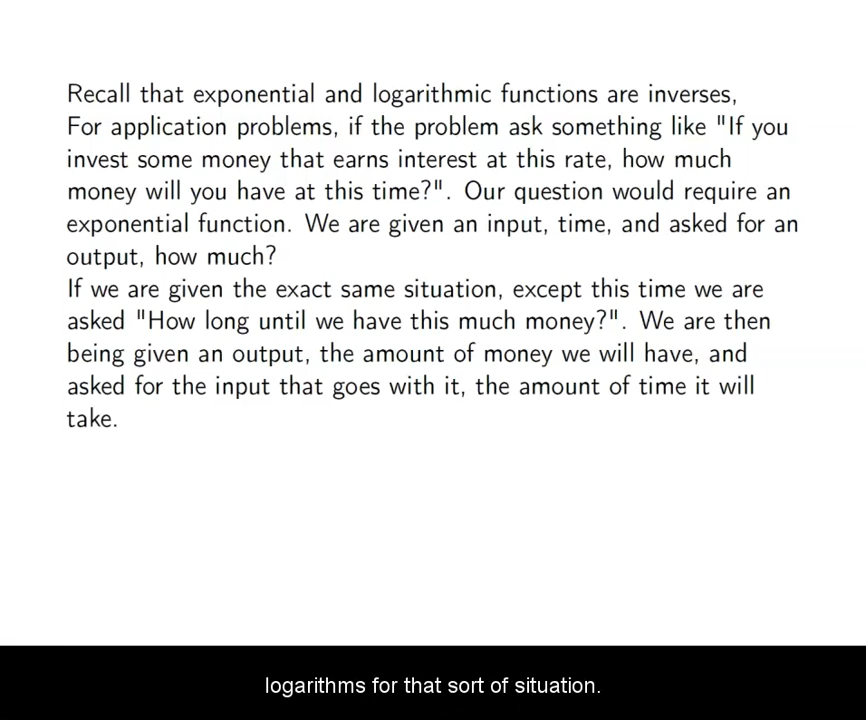 Recall that exponential and logarithmic functions are inverses,
For application problems, if the problem ask something like "If you
invest some money that earns interest at this rate, how much
money will you have at this time?". Our question would require an
exponential function. We are given an input, time, and asked for an
output, how much?
If we are given the exact same situation, except this time we are
asked "How long until we have this much money?". We are then
being given an output, the amount of money we will have, and
asked for the input that goes with it, the amount of time it will
take.
logarithms for that sort of situation.